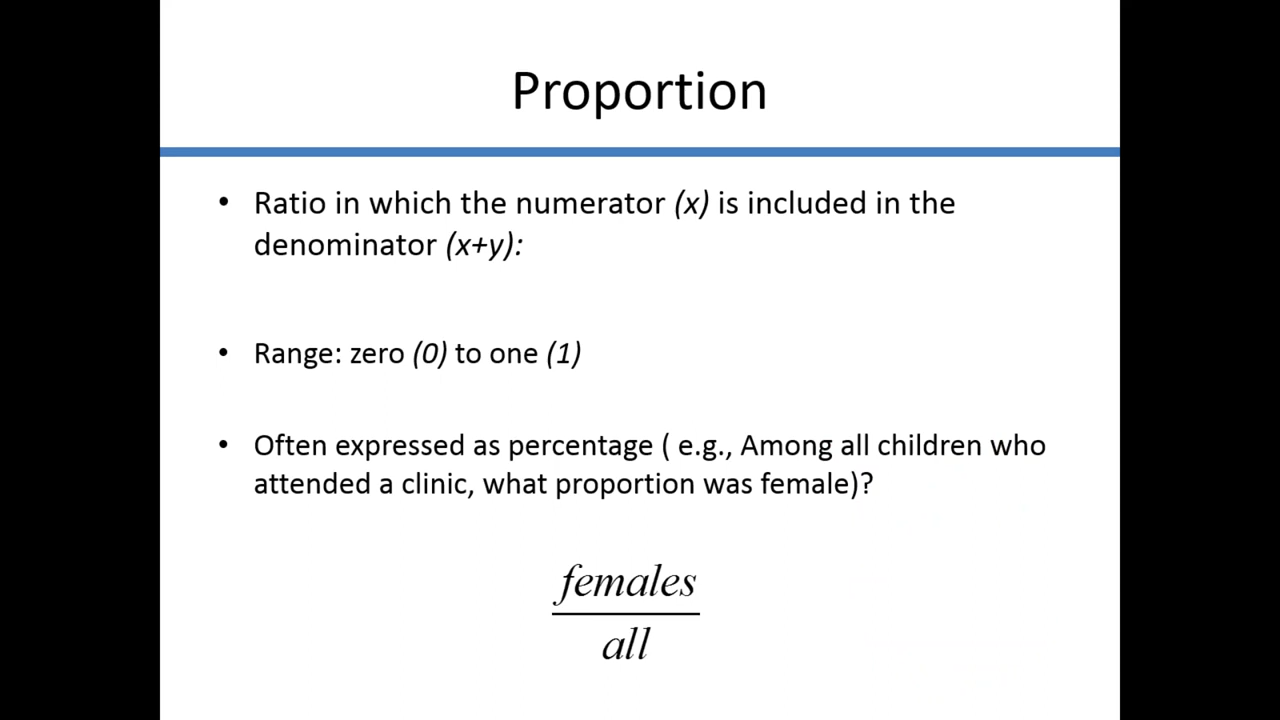 Proportion
• Ratio in which the numerator (x) is included in the
denominator (x+y):
• Range: zero (0) to one (1)
• Often expressed as percentage ( e.g., Among all children who
attended a clinic, what proportion was female)?
females
all